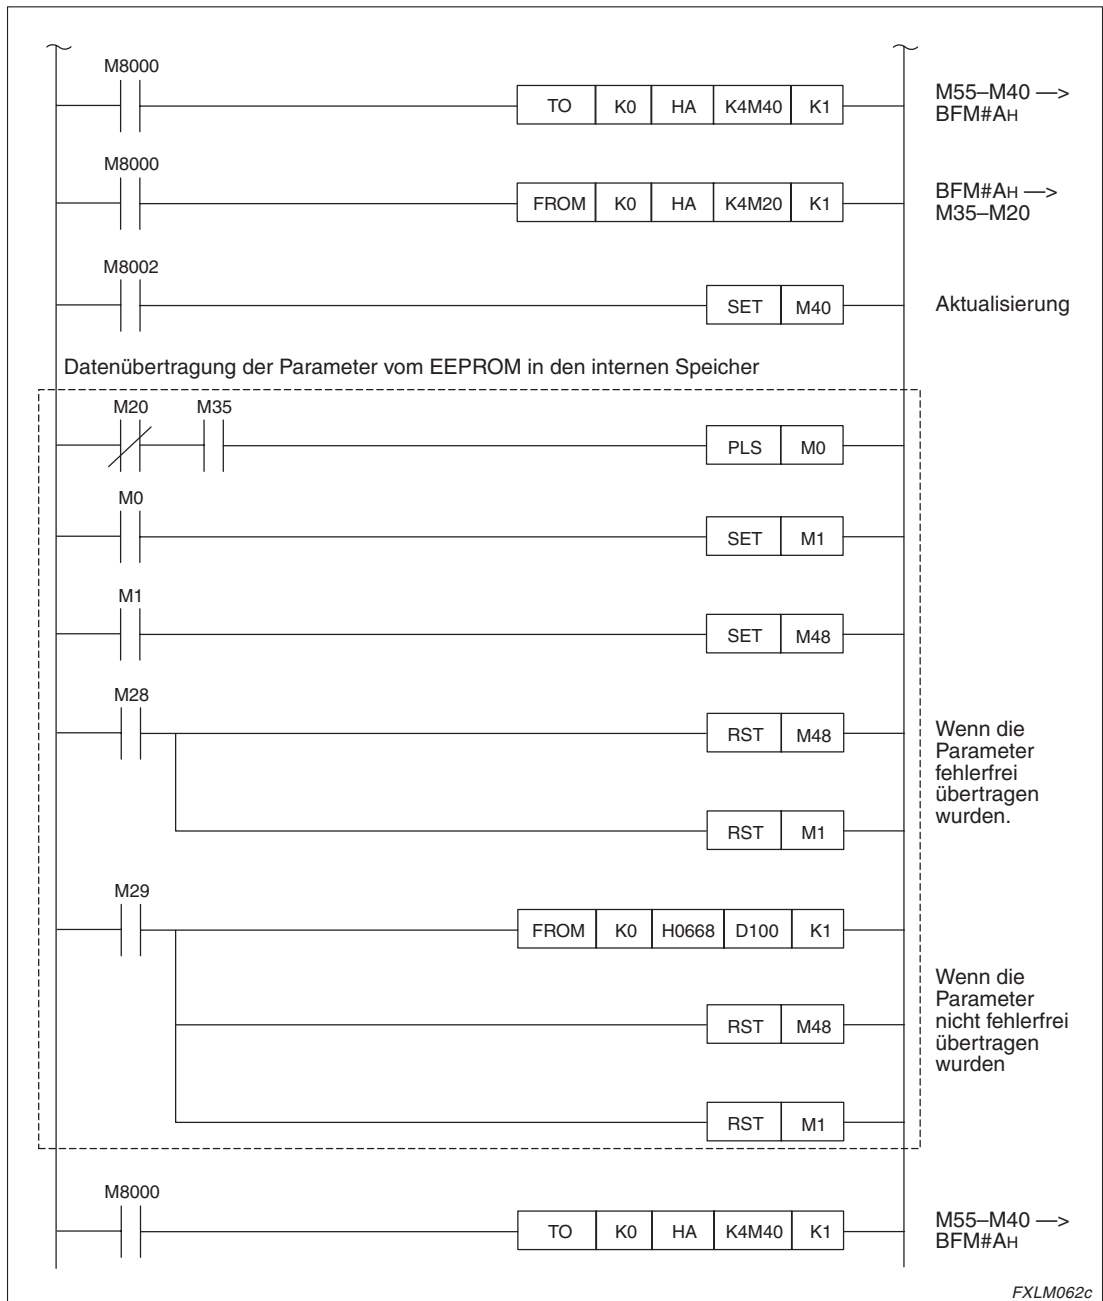 M8000
TO K0 HA K4M40 K1
M55–M40 —>
BFM#AH
M8000
FROM K0 HA K4M20 K1
BFM#AH —>
M35–M20
M8002
SET M40
Aktualisierung
Datenübertragung der Parameter vom EEPROM in den internen Speicher
M20 M35
PLS M0
M0
SET M1
M1
SET M48
M28
RST M48
Wenn die
Parameter
fehlerfrei
übertragen
wurden.
RST M1
M29
FROM K0 H0668 D100 K1
Wenn die
Parameter
nicht fehlerfrei
übertragen
wurden
RST M48
RST M1
M8000
TO K0 HA K4M40 K1
M55–M40 —>
BFM#AH
FXLM062c